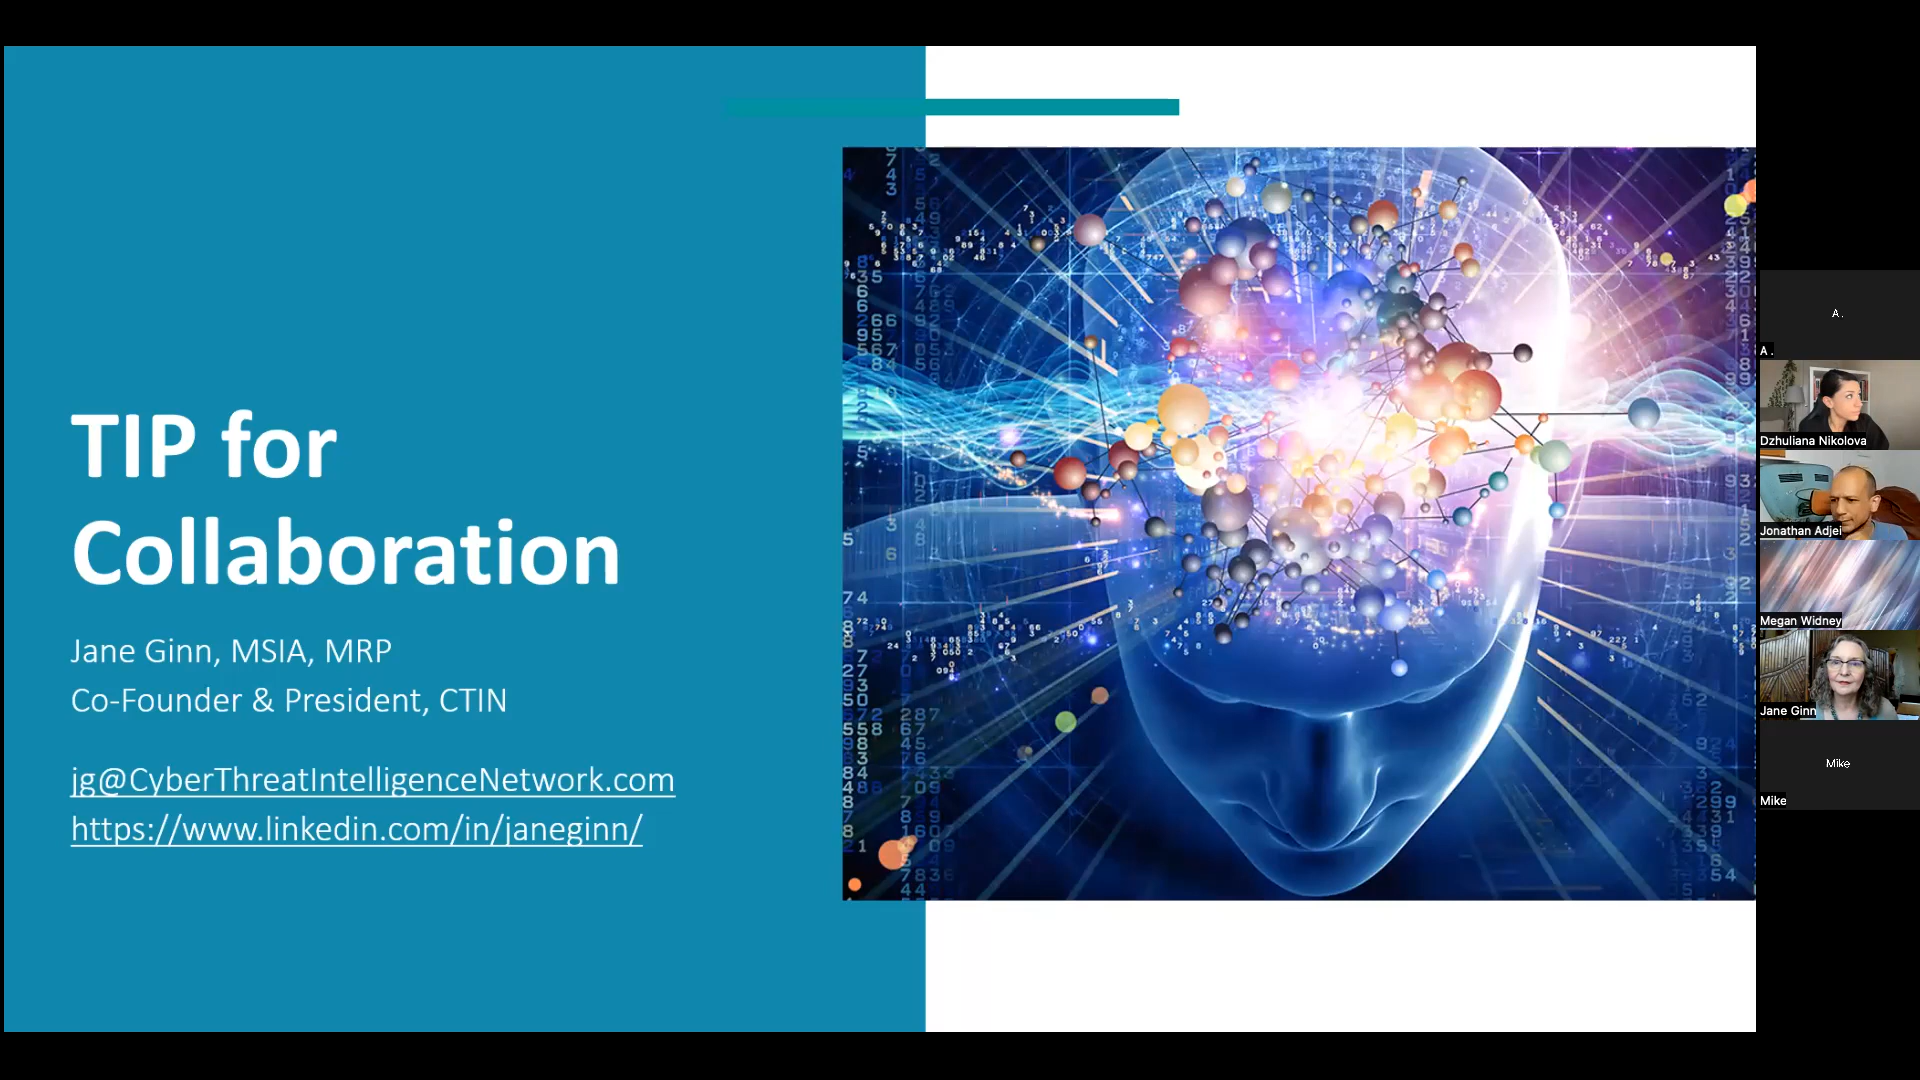 TIP for
Collaboration
Jane Ginn, MSIA, MRP
Co-Founder & President, CTIN
jg@CyberThreatIntelligenceNetwork.com
https://www.linkedin.com/in/janeginn/
A .
A .
Dzhuliana Nikolova
Jonathan Adjei
Megan Widney
Jane Ginn
Mike
Mike